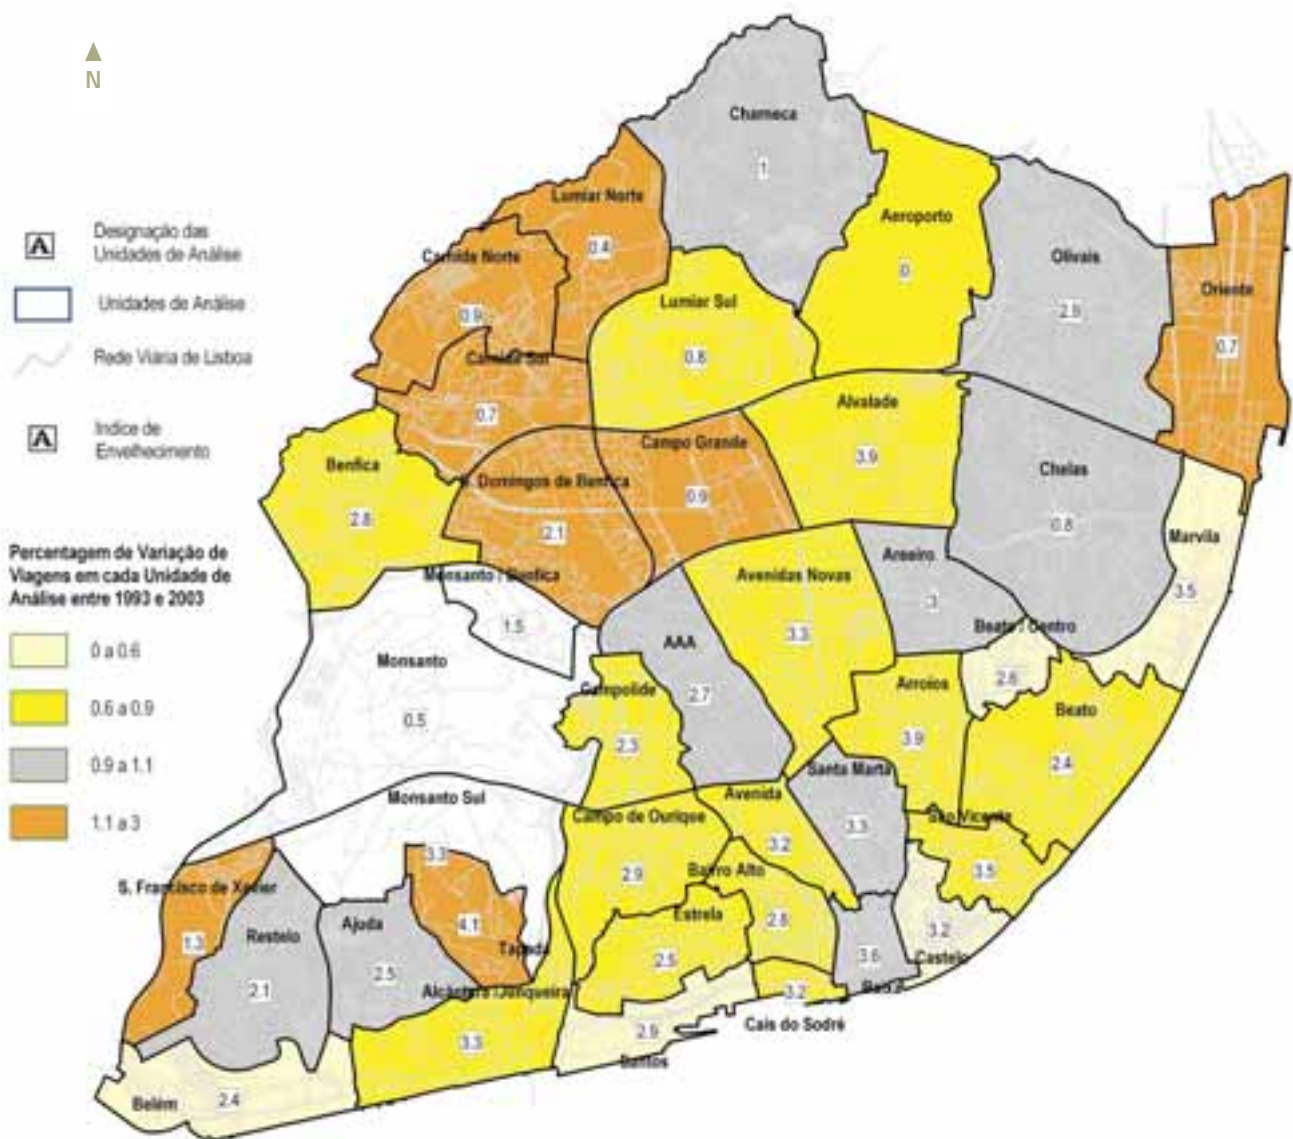 N
A
Designação das
Unidades de Análise
Unidades de Análise
Rede Viária de Lisboa
A
Indice de
Envelhecimento
Percentagem de Variação de
Viagens em cada Unidade de
Análise entre 1993 e 2003
0 a 0.6
0.6 a 0.9
0.9 a 1,1
1.1 a 3
Charneca
1
Lumiar Norte
0.4
Aeroporto
0
Carnide Norte
0.9
Olivais
2.9
Oriente
0.7
Lumiar Sul
0.8
Carnide Sul
0.7
Alvalade
3.9
Campo Grande
0.9
Benfica
2.8
S. Domingos de Benfica
2.1
Chelas
0.8
Marvila
3.5
Areeiro
3
Monsanto / Benfica
1.5
Avenidas Novas
3.3
Beato / Centro
2.6
AAA
2.7
Monsanto
0.5
Campolide
2.3
Arroios
3.9
Beato
2.4
Santa Marta
3.3
Monsanto Sul
3.3
Avenida
3.2
Campo de Ourique
2.9
São Vicente
3.5
Bairro Alto
2.8
S. Francisco de Xavier
1.3
Restelo
2.1
Ajuda
2.5
4.1
Tapada
Estrela
2.5
3.2
Castelo
3.6
Baixa
Alcântara /Junqueira
3.3
3.2
Cais do Sodré
2.9
Santos
Belém
2.4